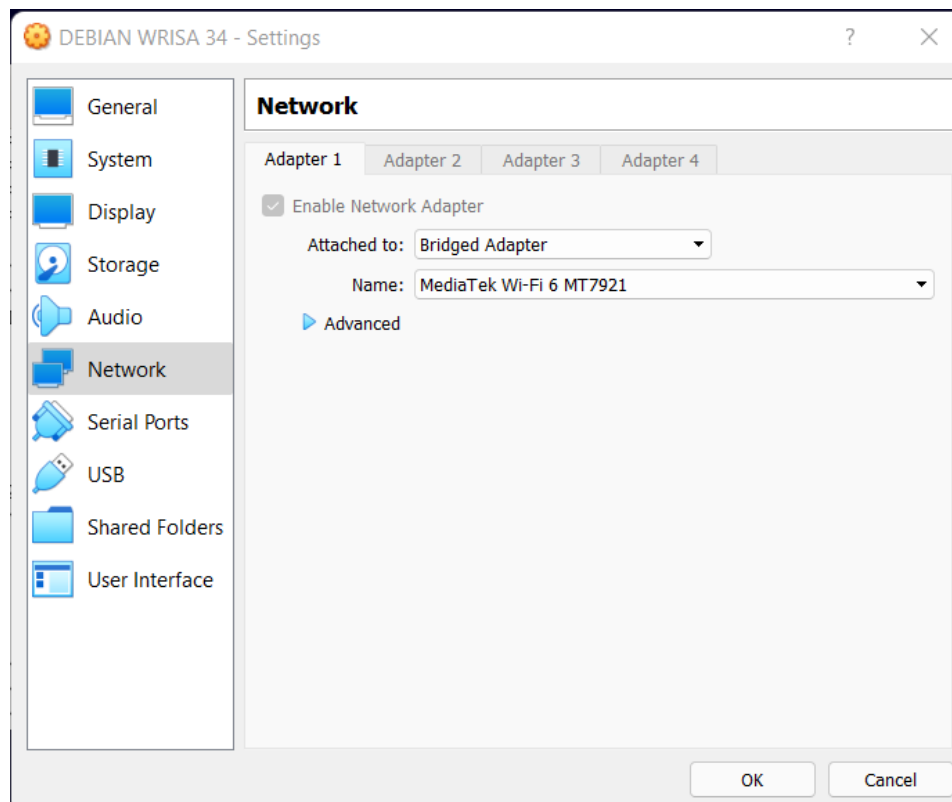 DEBIAN WRISA 34 - Settings
?
General
System
Display
Storage
Audio
Network
Serial Ports
USB
Shared Folders
User Interface
Network
Adapter 1 Adapter 2 Adapter 3 Adapter 4
Enable Network Adapter
Attached to: Bridged Adapter
Name: MediaTek Wi-Fi 6 MT7921
Advanced
OK Cancel